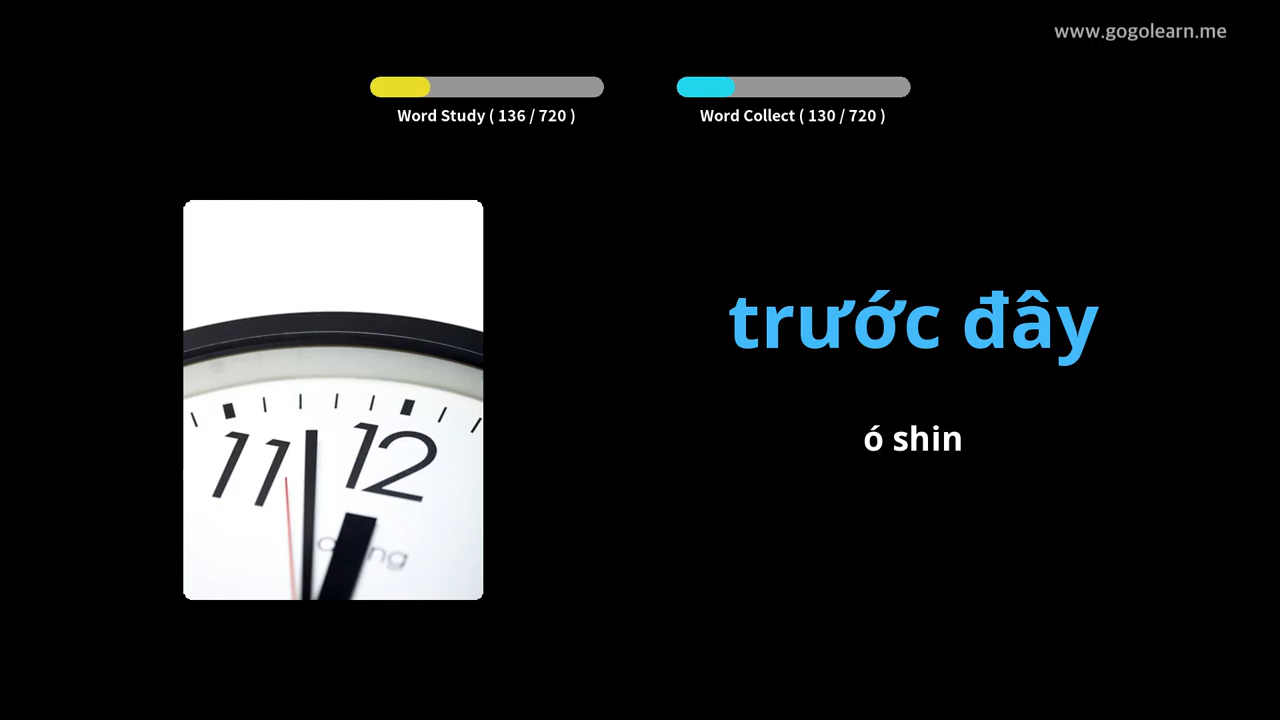 www.gogolearn.me
Word Study ( 136 / 720 )
Word Collect ( 130 / 720 )
trước đây
ó shin
11 12